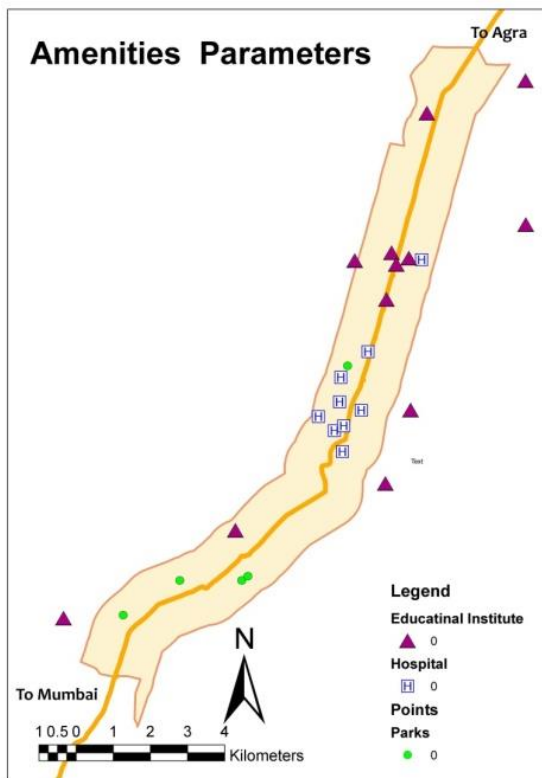 To Agra
Amenities Parameters
Text
Legend
Educatinal Institute
0
Hospital
H 0
Points
Parks
0
N
To Mumbai
1 0.5 0 1 2 3 4
Kilometers
H
H
H
H
H
H
H
H
H